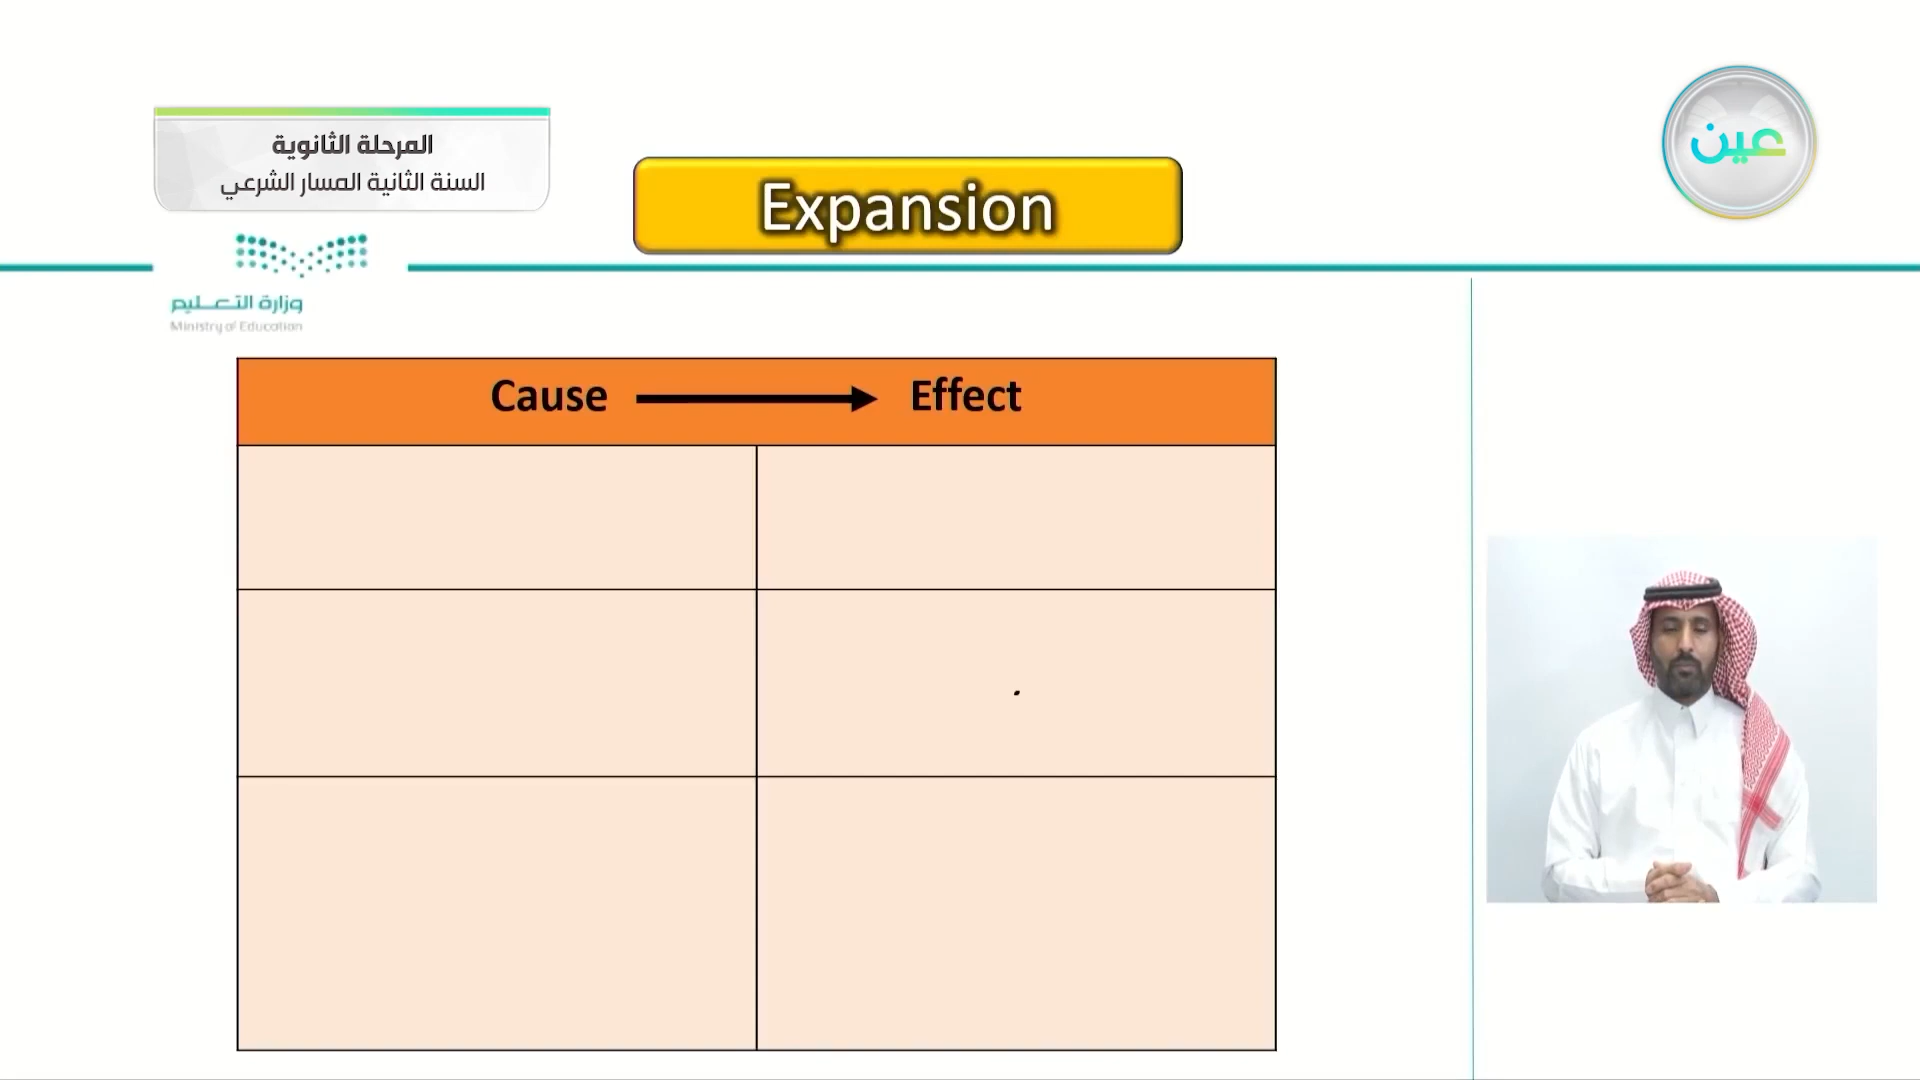 المرحلة الثانوية
السنة الثانية المسار الشرعي
عين
Expansion
وزارة التعليم
Ministry of Education
Cause Effect